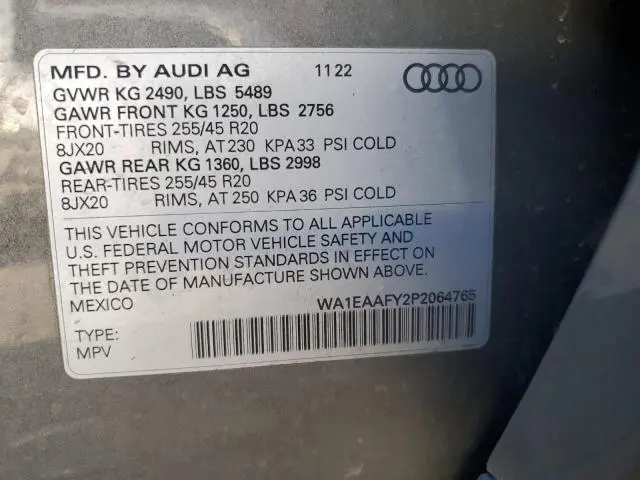 MFD. BY AUDI AG 1122
GVWR KG 2490, LBS 5489
GAWR FRONT KG 1250, LBS 2756
FRONT-TIRES 255/45 R20
8JX20 RIMS, AT 230 KPA 33 PSI COLD
GAWR REAR KG 1360, LBS 2998
REAR-TIRES 255/45 R20
8JX20 RIMS, AT 250 KPA 36 PSI COLD
THIS VEHICLE CONFORMS TO ALL APPLICABLE
U.S. FEDERAL MOTOR VEHICLE SAFETY AND
THEFT PREVENTION STANDARDS IN EFFECT ON
THE DATE OF MANUFACTURE SHOWN ABOVE.
MEXICO WA1EAAFY2P2064765
TYPE:
MPV